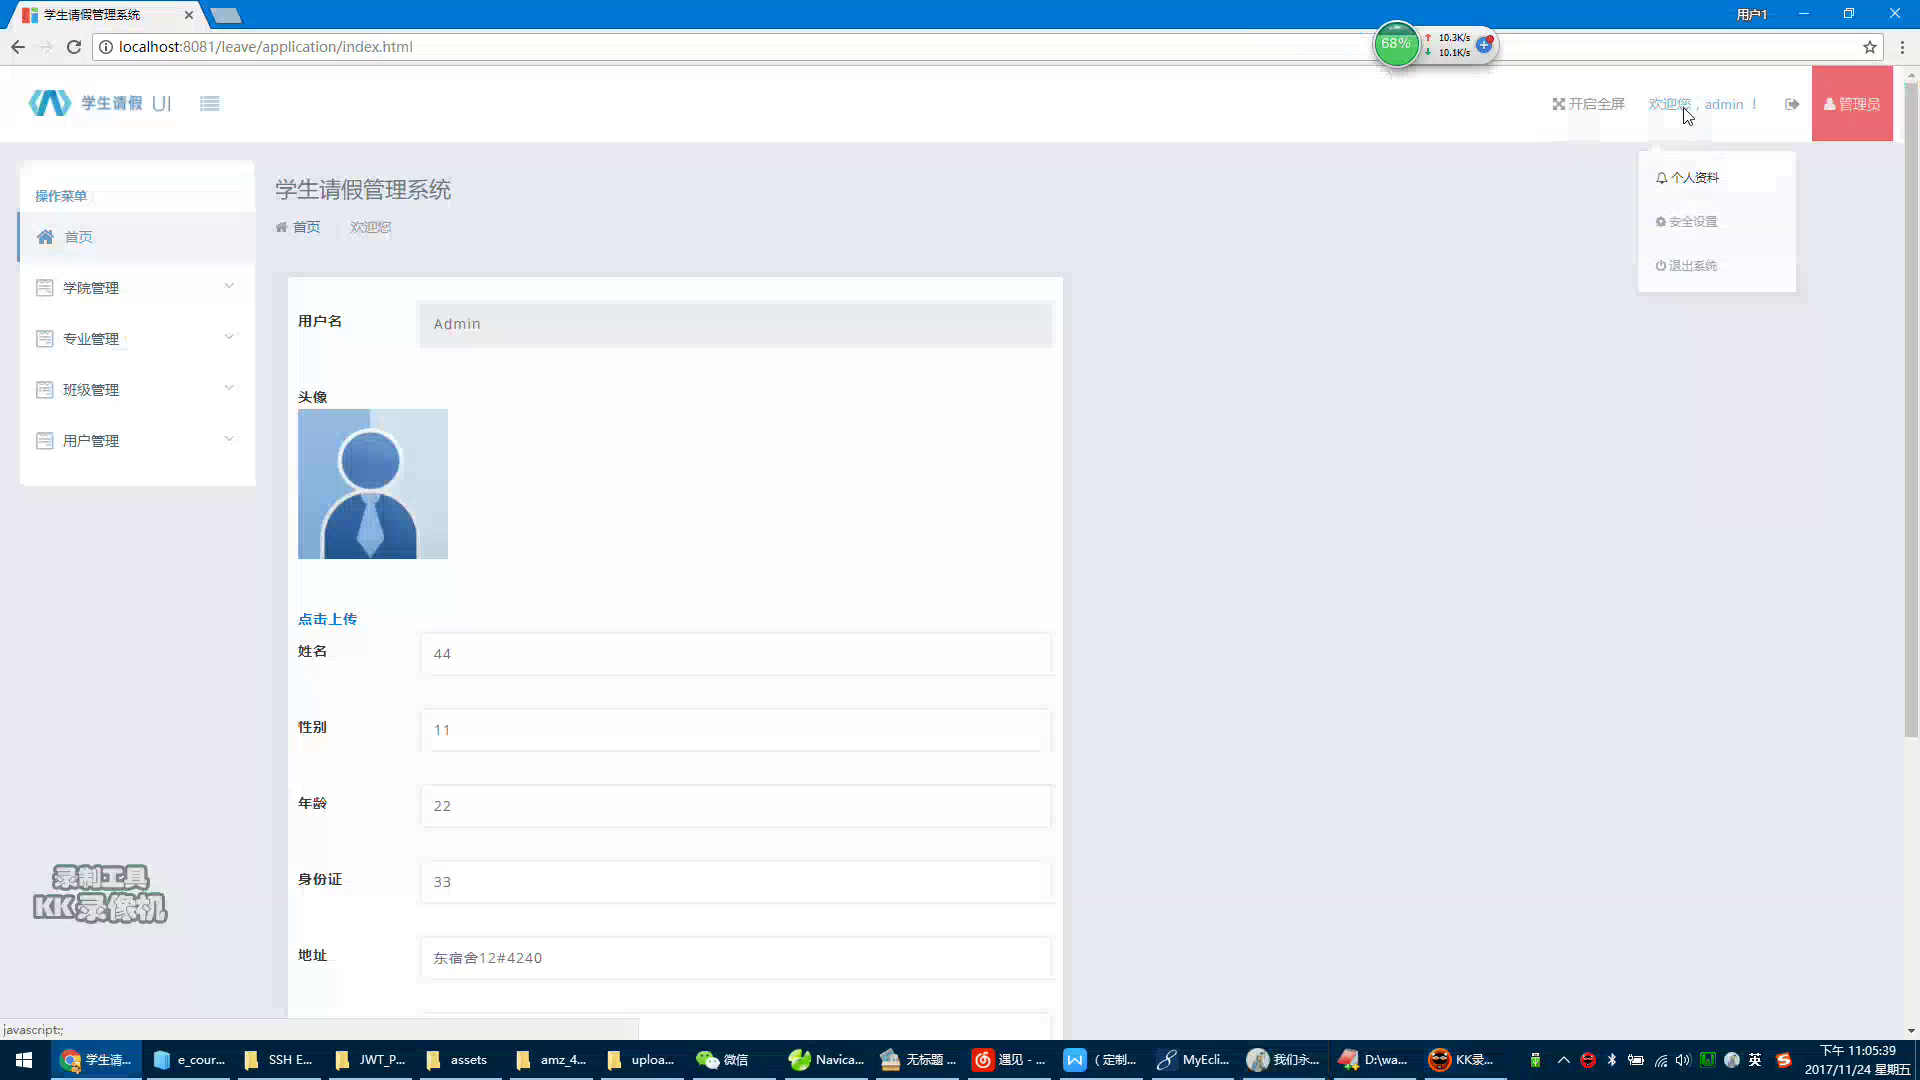 学生请假管理系统
用户1
localhost:8081/leave/application/index.html
68%
10.3K/s
10.1K/s
学生请假 UI
开启全屏
欢迎您，admin ！
管理员
个人资料
安全设置
退出系统
操作菜单
首页
学院管理
专业管理
班级管理
用户管理
学生请假管理系统
首页
欢迎您
用户名
Admin
头像
点击上传
姓名
44
性别
11
年龄
22
身份证
33
地址
东宿舍12#4240
录制工具
KK录像机
javascript:;
学生请...
e_cour...
SSH E...
JWT_P...
assets
amz_4...
uploa...
微信
Navica...
无标题 ...
遇见 - ...
（定制...
MyEcli...
我们永...
D:\wa...
KK录...
英
下午 11:05:39
2017/11/24 星期五